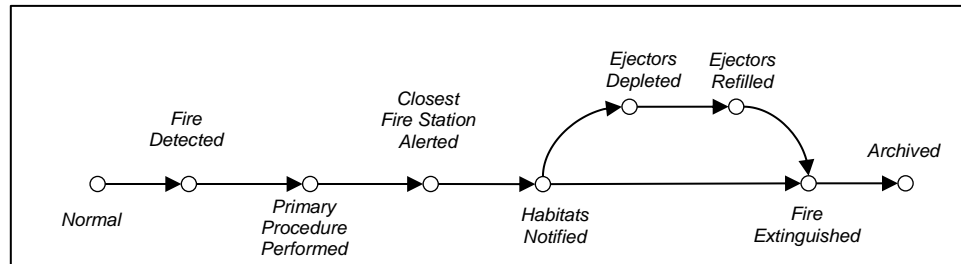 Normal
Fire
Detected
Primary
Procedure
Performed
Closest
Fire Station
Alerted
Habitats
Notified
Ejectors
Depleted
Ejectors
Refilled
Fire
Extinguished
Archived